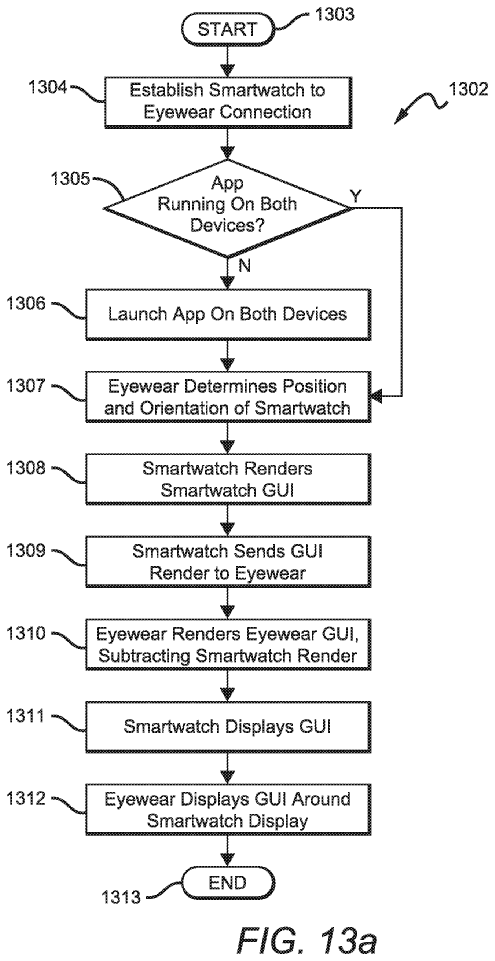 START
1303
1304
Establish Smartwatch to
Eyewear Connection
1302
1305
App
Running On Both
Devices?
Y
N
1306
Launch App On Both Devices
1307
Eyewear Determines Position
and Orientation of Smartwatch
1308
Smartwatch Renders
Smartwatch GUI
1309
Smartwatch Sends GUI
Render to Eyewear
1310
Eyewear Renders Eyewear GUI,
Subtracting Smartwatch Render
1311
Smartwatch Displays GUI
1312
Eyewear Displays GUI Around
Smartwatch Display
END
1313
FIG. 13a